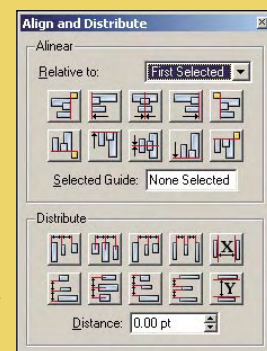 Align and Distribute
Alinear
Relative to: First Selected
Selected Guide: None Selected
Distribute
X
Y
Distance: 0.00 pt